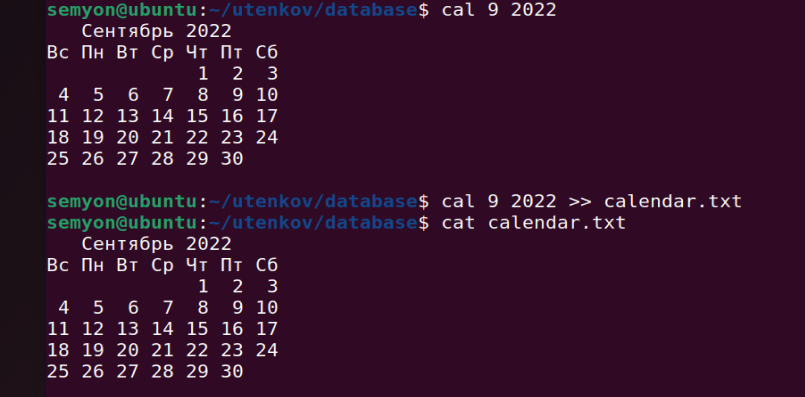 semyon@ubuntu:~/utenkov/database$ cal 9 2022
   Сентябрь 2022
Вс Пн Вт Ср Чт Пт Сб
             1  2  3
 4  5  6  7  8  9 10
11 12 13 14 15 16 17
18 19 20 21 22 23 24
25 26 27 28 29 30
semyon@ubuntu:~/utenkov/database$ cal 9 2022 >> calendar.txt
semyon@ubuntu:~/utenkov/database$ cat calendar.txt
   Сентябрь 2022
Вс Пн Вт Ср Чт Пт Сб
             1  2  3
 4  5  6  7  8  9 10
11 12 13 14 15 16 17
18 19 20 21 22 23 24
25 26 27 28 29 30